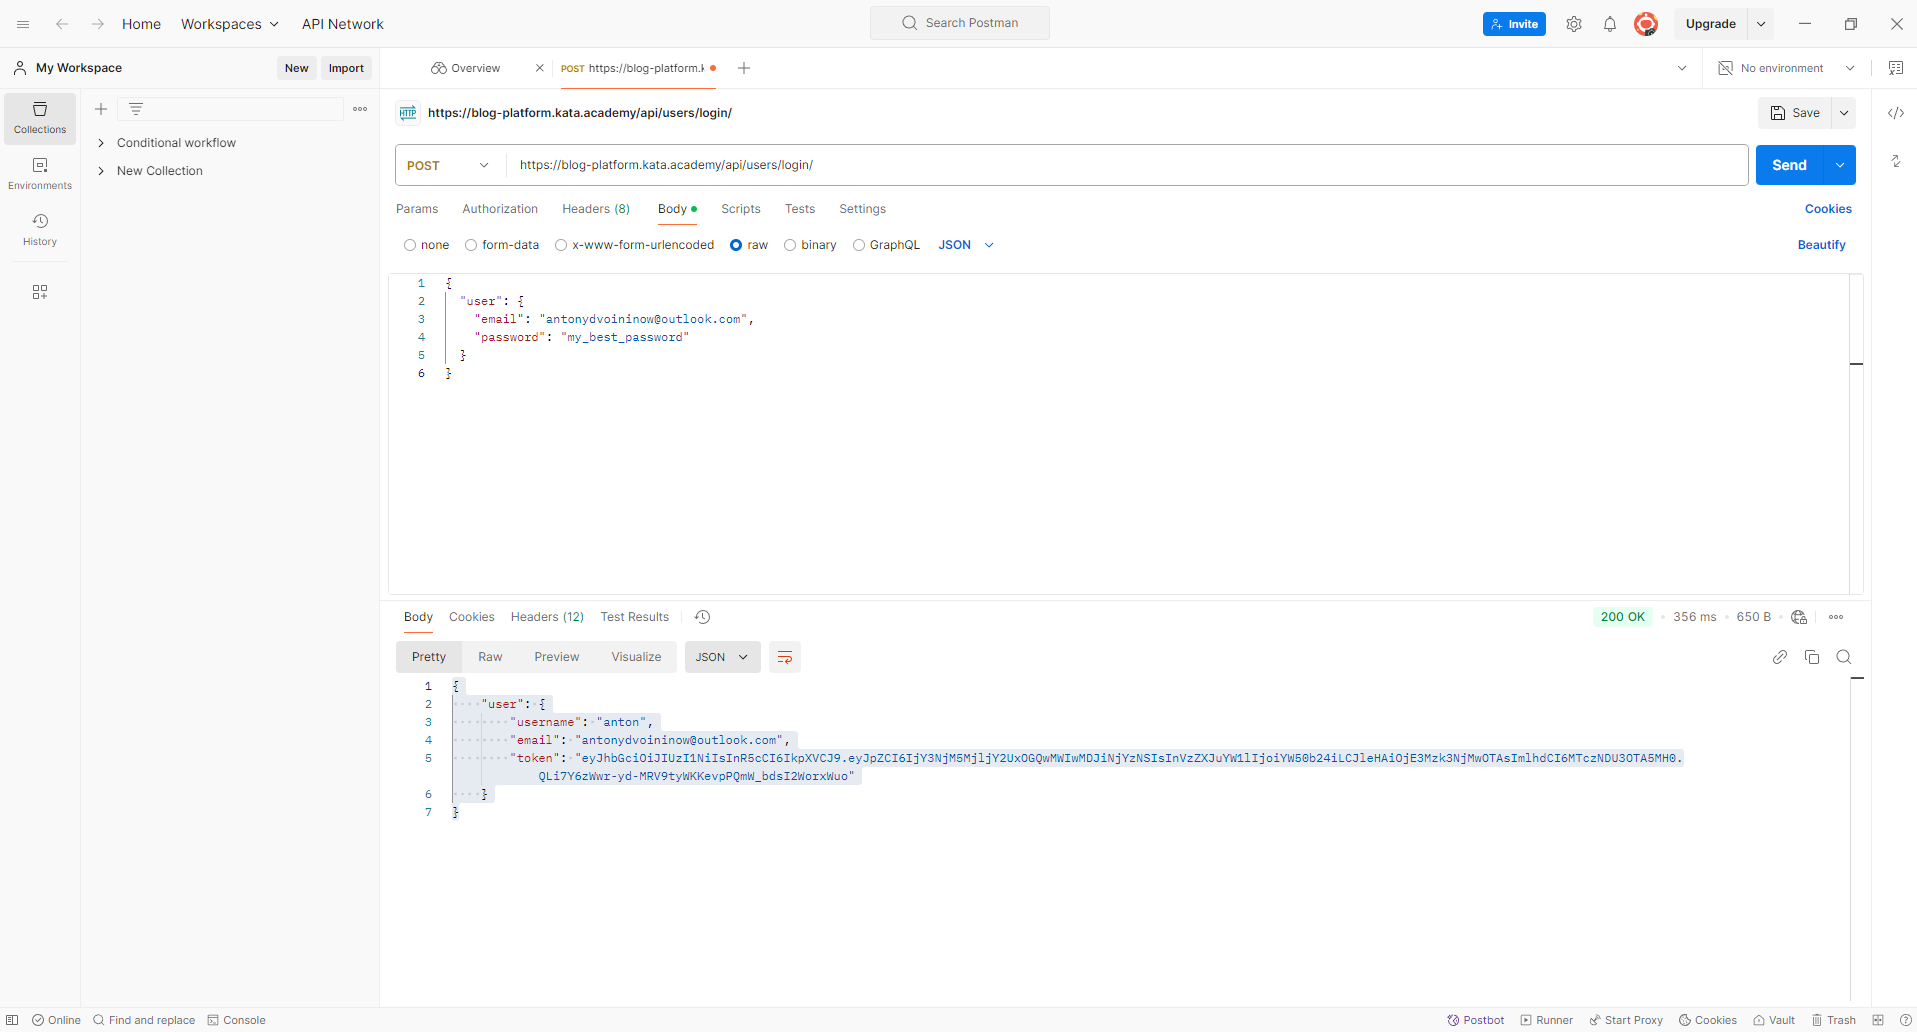 Home Workspaces API Network Search Postman Invite Upgrade
My Workspace New Import Overview POST https://blog-platform.k No environment
HTTP https://blog-platform.kata.academy/api/users/login/ Save
Collections
Environments
History
Conditional workflow
New Collection
POST https://blog-platform.kata.academy/api/users/login/ Send
Params Authorization Headers (8) Body Scripts Tests Settings Cookies
none form-data x-www-form-urlencoded raw binary GraphQL JSON Beautify
1 {
2 "user": {
3 "email": "antonydvoininow@outlook.com",
4 "password": "my_best_password"
5 }
6 }
Body Cookies Headers (12) Test Results 200 OK 356 ms 650 B
Pretty Raw Preview Visualize JSON
1 {
2 "user": {
3 "username": "anton",
4 "email": "antonydvoininow@outlook.com",
5 "token": "eyJhbGciOiJIUzI1NiIsInR5cCI6IkpXVCJ9.eyJpZCI6IjY3NjM5MjljY2UxOGQwMWIwMDJiNjYzNSIsInVzZXJuYW1lIjoiYW50b24iLCJleHAiOjE3Mzk3NjMwOTAsImlhdCI6MTczNDU3OTA5MH0.
QLi7Y6zWwr-yd-MRV9tyWKKevpPQmW_bdsI2WorxWuo"
6 }
7 }
Online Find and replace Console Postbot Runner Start Proxy Cookies Vault Trash